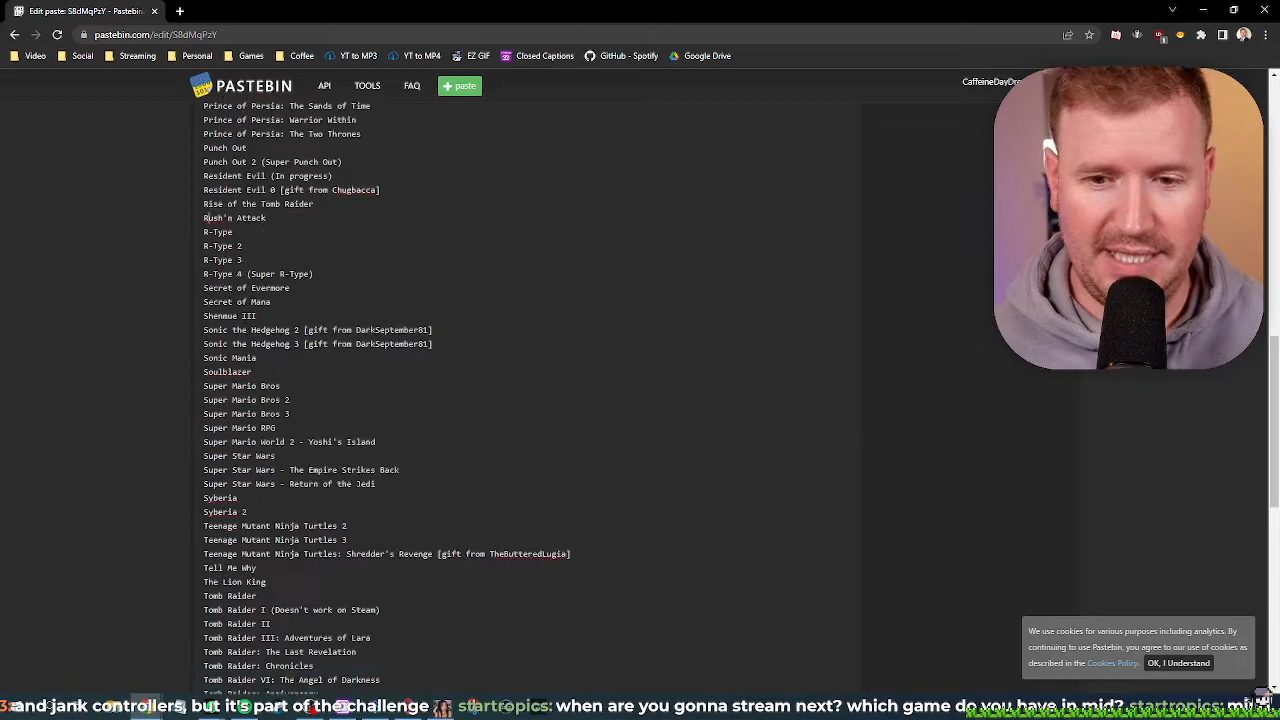 Edit paste: S8dMqPzY - Pastebin
pastebin.com/edit/S8dMqPzY
Video Social Streaming Personal Games Coffee YT to MP3 YT to MP4 EZ GIF Closed Captions GitHub - Spotify Google Drive
PASTEBIN API TOOLS FAQ + paste
CaffeineDayDre
Prince of Persia: The Sands of Time
Prince of Persia: Warrior Within
Prince of Persia: The Two Thrones
Punch Out
Punch Out 2 (Super Punch Out)
Resident Evil (In progress)
Resident Evil 0 [gift from Chugbacca]
Rise of the Tomb Raider
Rush'n Attack
R-Type
R-Type 2
R-Type 3
R-Type 4 (Super R-Type)
Secret of Evermore
Secret of Mana
Shenmue III
Sonic the Hedgehog 2 [gift from DarkSeptember81]
Sonic the Hedgehog 3 [gift from DarkSeptember81]
Sonic Mania
Soulblazer
Super Mario Bros
Super Mario Bros 2
Super Mario Bros 3
Super Mario RPG
Super Mario World 2 - Yoshi's Island
Super Star Wars
Super Star Wars - The Empire Strikes Back
Super Star Wars - Return of the Jedi
Syberia
Syberia 2
Teenage Mutant Ninja Turtles 2
Teenage Mutant Ninja Turtles 3
Teenage Mutant Ninja Turtles: Shredder's Revenge [gift from TheButteredLugia]
Tell Me Why
The Lion King
Tomb Raider
Tomb Raider I (Doesn't work on Steam)
Tomb Raider II
Tomb Raider III: Adventures of Lara
Tomb Raider: The Last Revelation
Tomb Raider: Chronicles
Tomb Raider VI: The Angel of Darkness
We use cookies for various purposes including analytics. By
continuing to use Pastebin, you agree to our use of cookies as
described in the Cookies Policy. OK, I Understand
and jank controllers but it's part of the challenge startropics: when are you gonna stream next? which game do you have in mind?